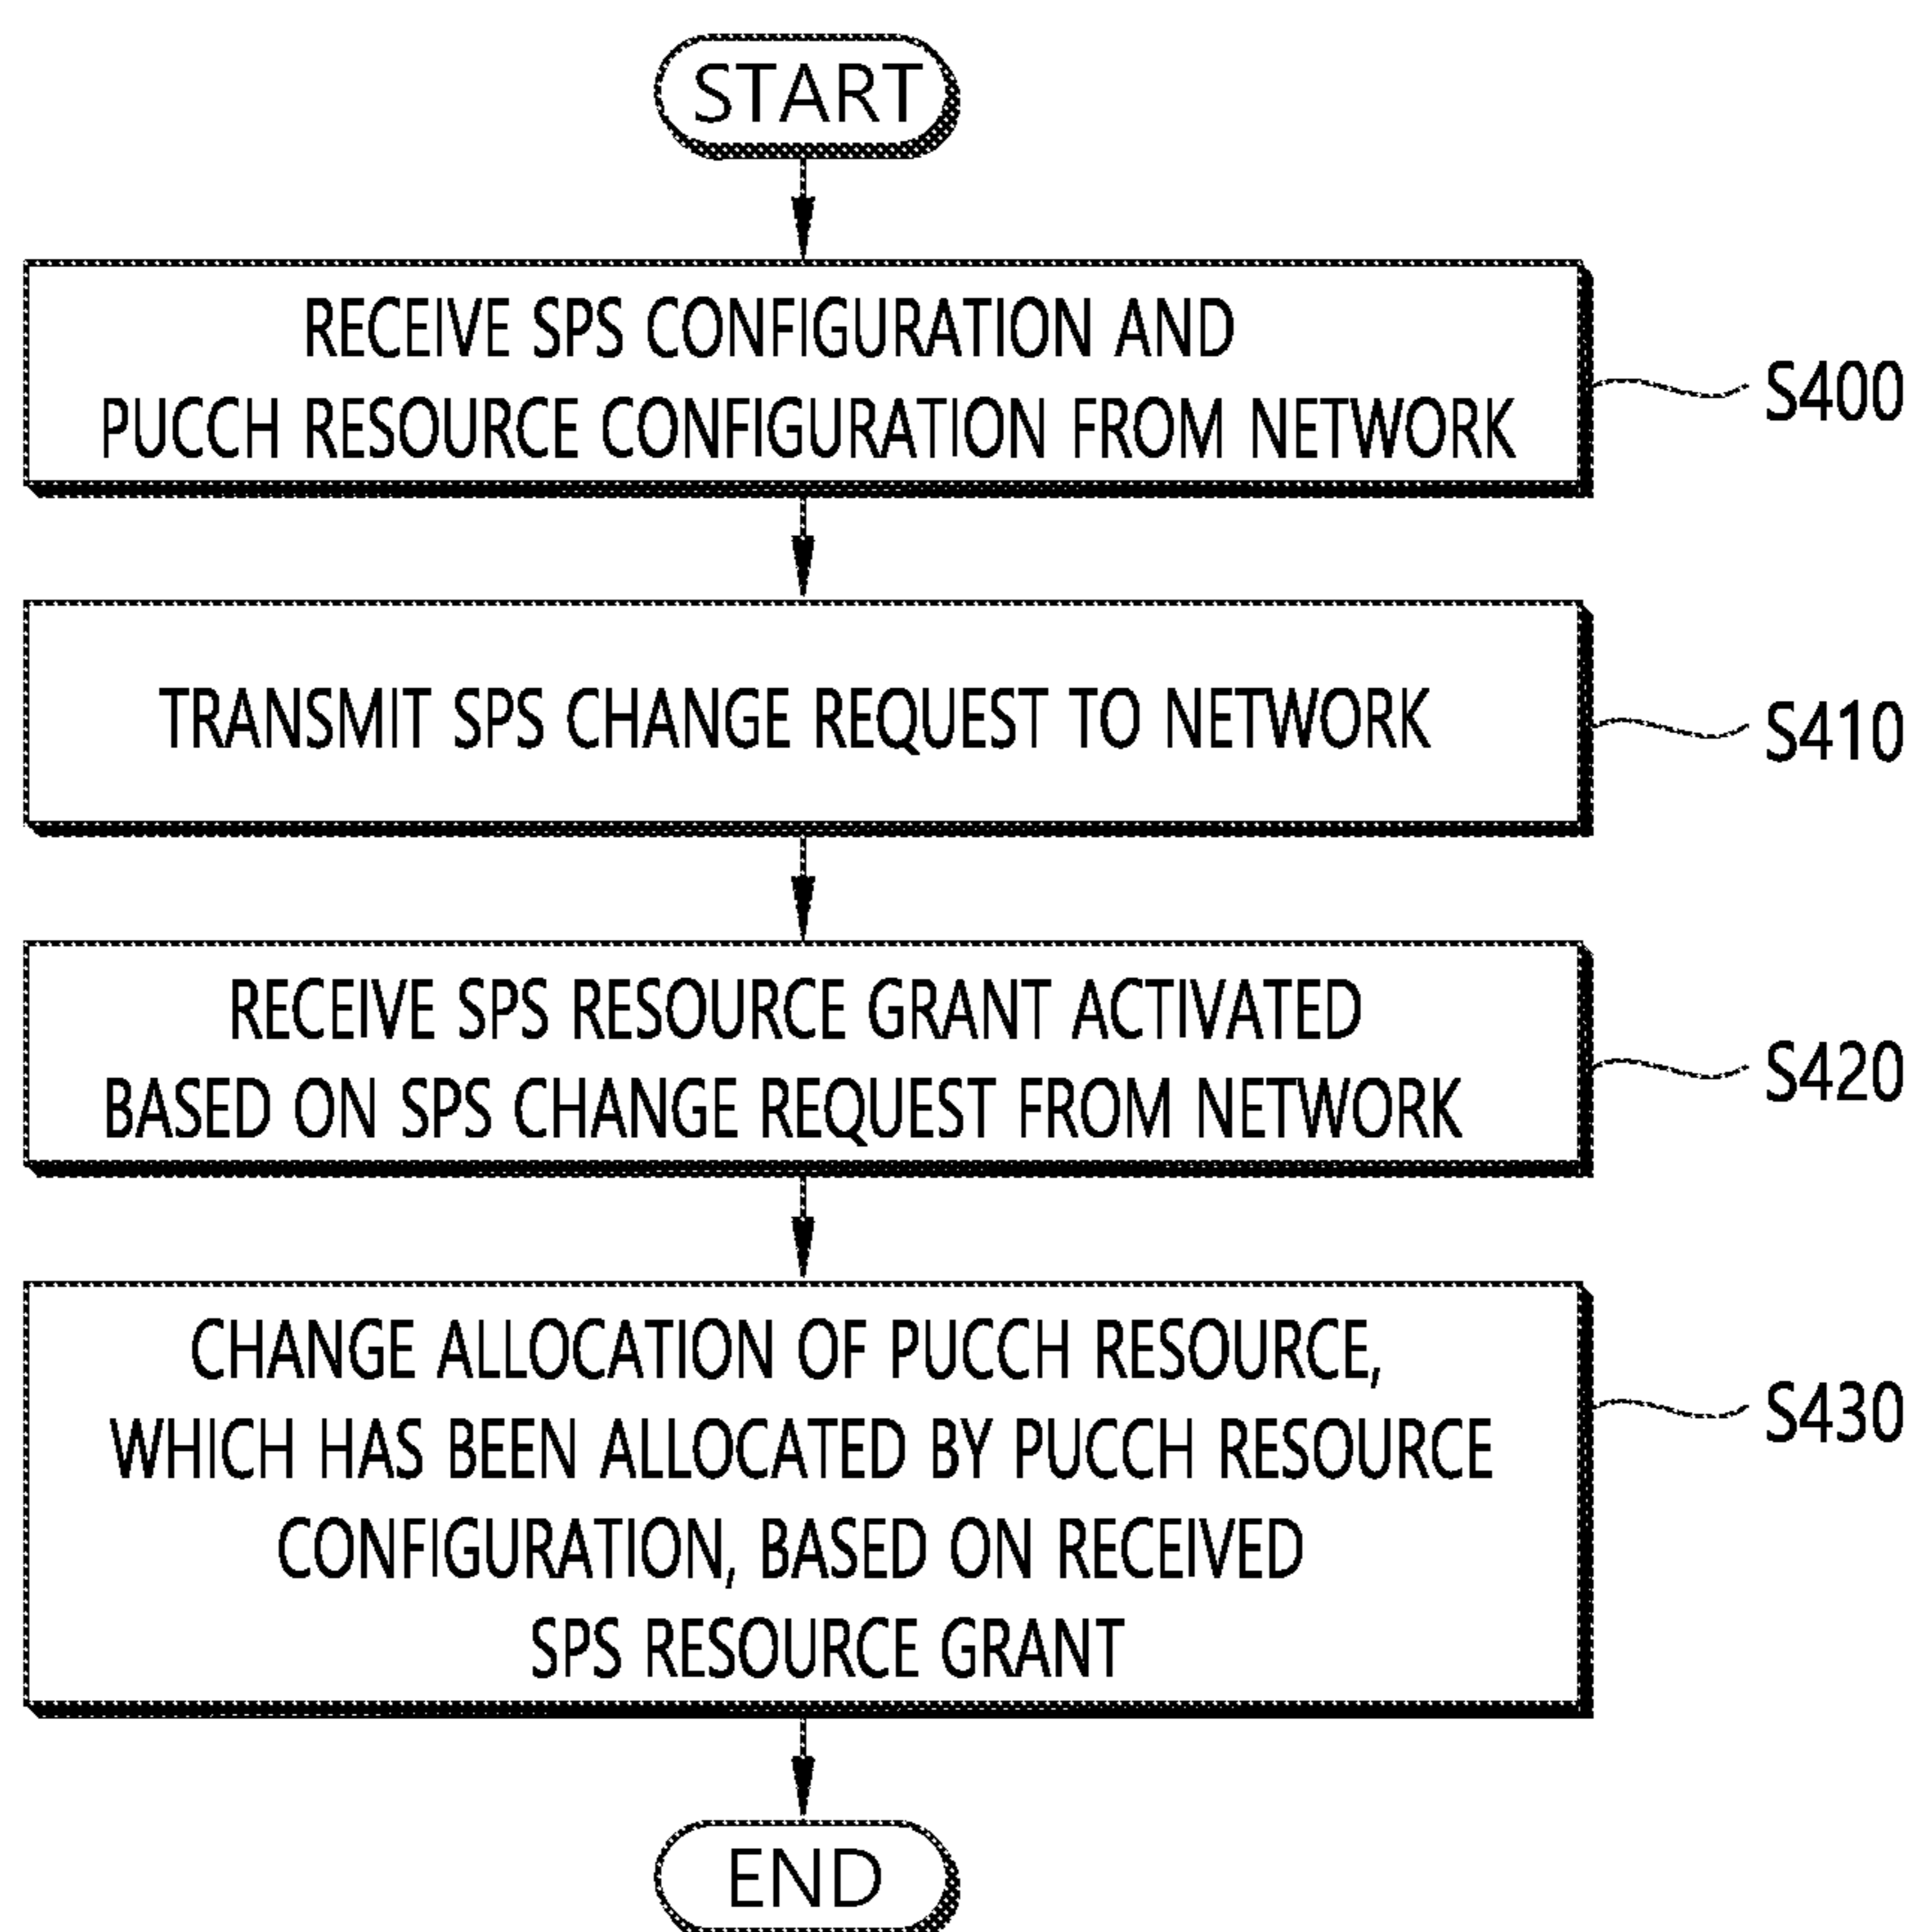 START
RECEIVE SPS CONFIGURATION AND
PUCCH RESOURCE CONFIGURATION FROM NETWORK
S400
TRANSMIT SPS CHANGE REQUEST TO NETWORK
S410
RECEIVE SPS RESOURCE GRANT ACTIVATED
BASED ON SPS CHANGE REQUEST FROM NETWORK
S420
CHANGE ALLOCATION OF PUCCH RESOURCE,
WHICH HAS BEEN ALLOCATED BY PUCCH RESOURCE
CONFIGURATION, BASED ON RECEIVED
SPS RESOURCE GRANT
S430
END